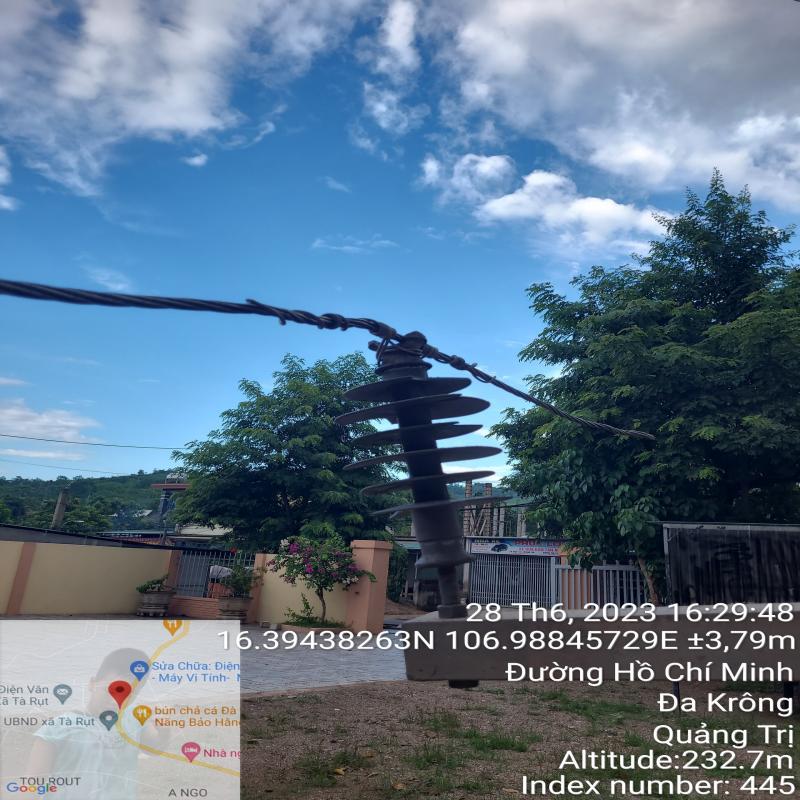 28 Th6, 2023 16:29:48
16.39438263N 106.98845729E ±3,79m
Đường Hồ Chí Minh
Đa Krông
Quảng Trị
Altitude:232.7m
Index number: 445
Sửa Chữa: Điện
- Máy Vi Tính-
Điện Văn
xã Tà Rụt
UBND xã Tà Rụt
bún chả cá Đà
Nẵng Bảo Hân
Nhà
TOU ROUT
Google
A NGO